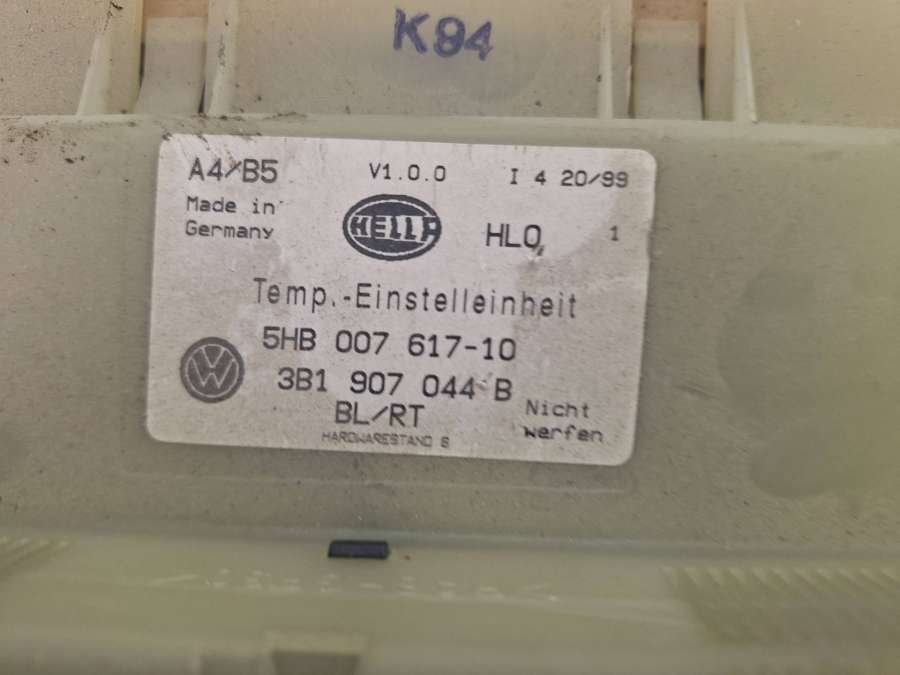 K94
A4/B5 V1.0.0 I 4 20/99
Made in
Germany
HELLA HLO 1
Temp.-Einstelleinheit
5HB 007 617-10
3B1 907 044 B
BL/RT
Nicht
werfen
HARDWARESTAND